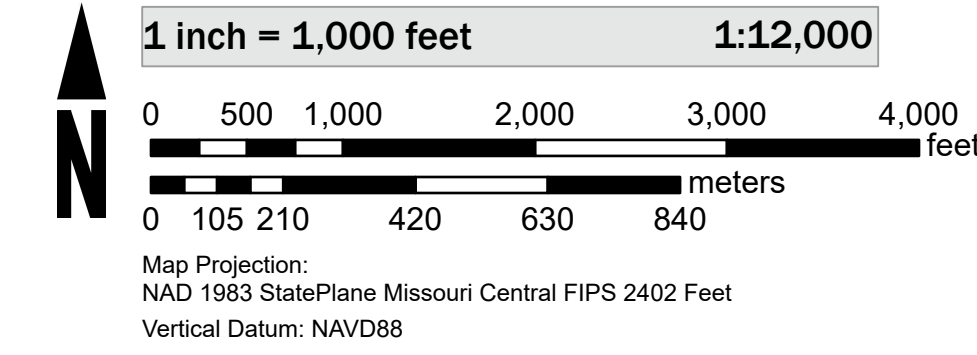 1 inch = 1,000 feet 1:12,000
0 500 1,000 2,000 3,000 4,000
feet
meters
0 105 210 420 630 840
N
Map Projection:
NAD 1983 StatePlane Missouri Central FIPS 2402 Feet
Vertical Datum: NAVD88